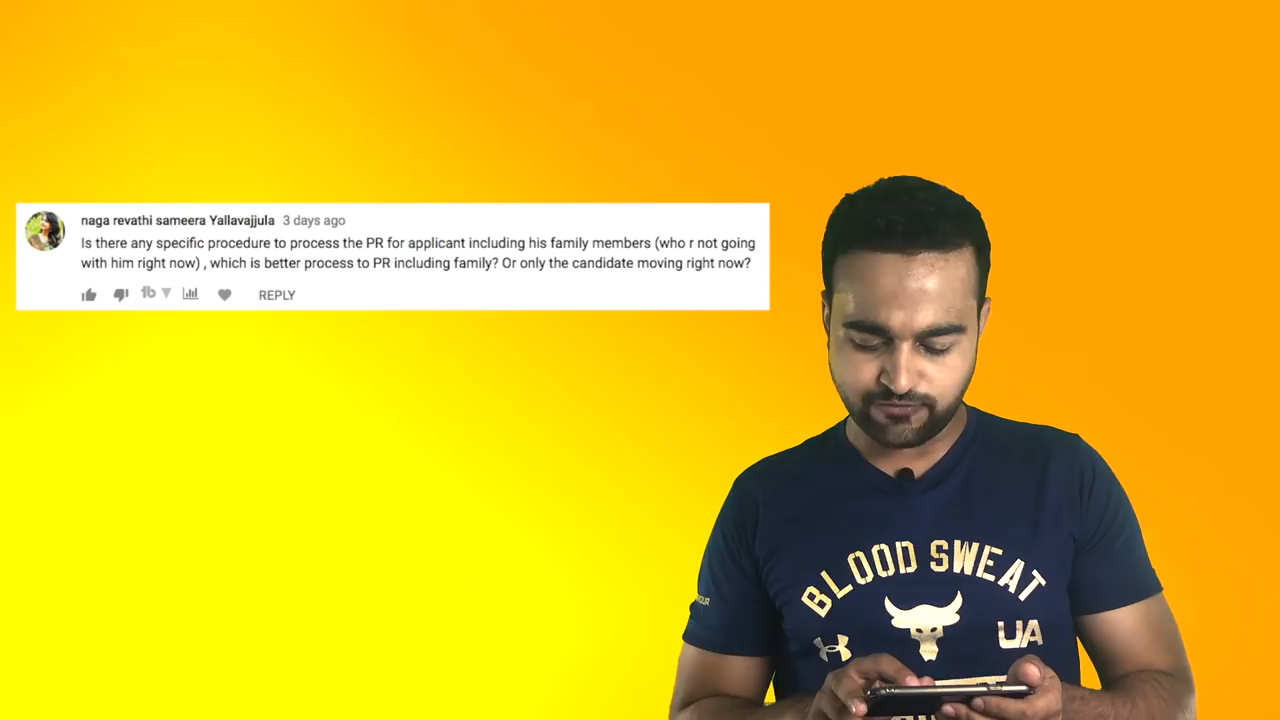 naga revathi sameera Yallavajjula 3 days ago
Is there any specific procedure to process the PR for applicant including his family members (who r not going
with him right now) , which is better process to PR including family? Or only the candidate moving right now?
REPLY
BLOOD SWEAT
UA